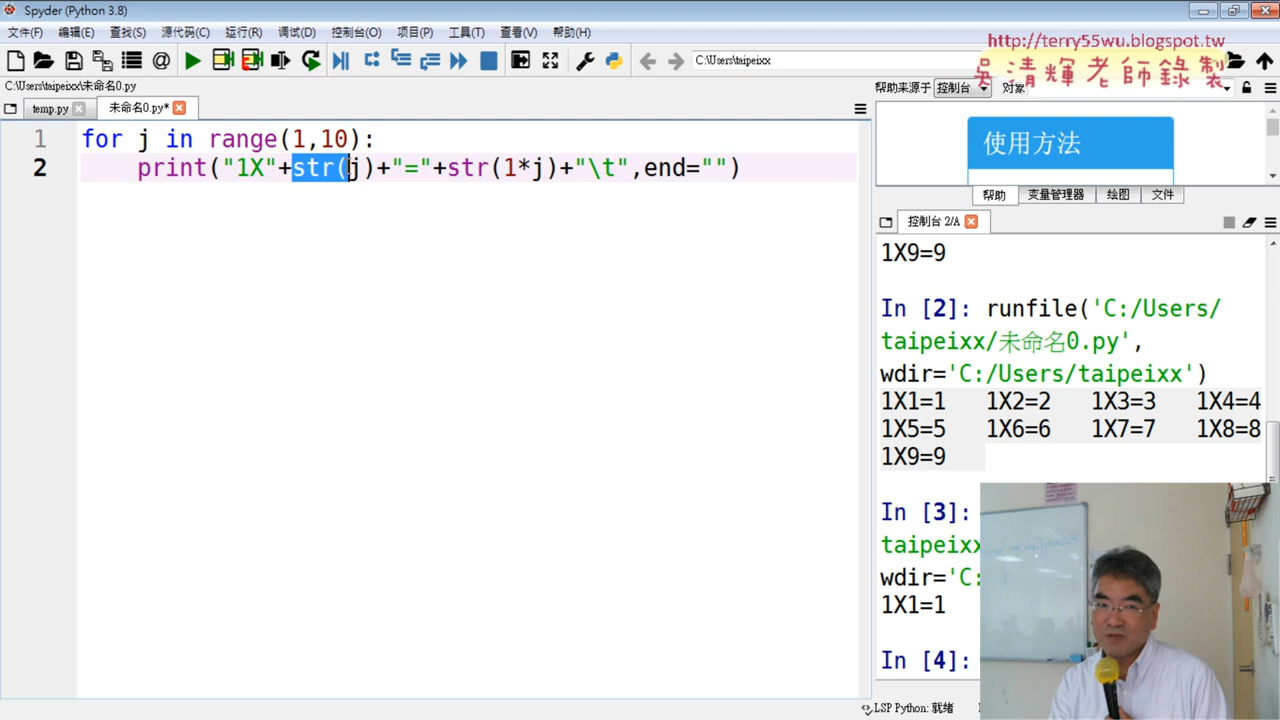 Spyder (Python 3.8)
文件(F) 编辑(E) 查找(S) 源代码(C) 运行(R) 调试(D) 控制台(O) 项目(P) 工具(T) 查看(V) 帮助(H)
C:\Users\taipeixx
http://terry55wu.blogspot.tw
吳清輝老師錄製
C:\Users\taipeixx\未命名0.py
temp.py 未命名0.py*
1 for j in range(1,10):
2 print("1X"+str(j)+"="+str(1*j)+"\t",end="")
帮助来源于 控制台 对象
使用方法
帮助 变量管理器 绘图 文件
控制台 2/A
1X9=9
In [2]: runfile('C:/Users/
taipeixx/未命名0.py',
wdir='C:/Users/taipeixx')
1X1=1 1X2=2 1X3=3 1X4=4
1X5=5 1X6=6 1X7=7 1X8=8
1X9=9
In [3]:
taipeixx
wdir='C:
1X1=1
In [4]:
LSP Python: 就绪